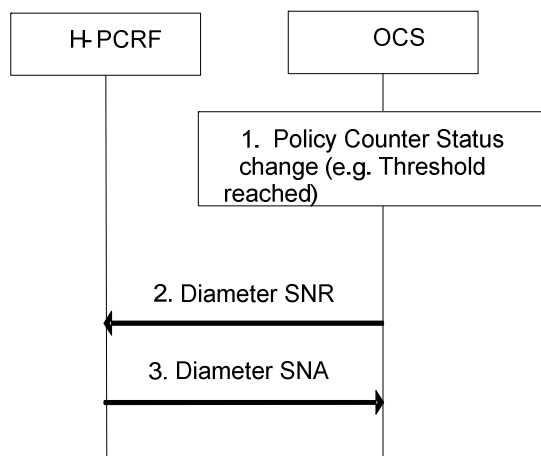 H-PCRF
OCS
1. Policy Counter Status
change (e.g. Threshold
reached)
2. Diameter SNR
3. Diameter SNA